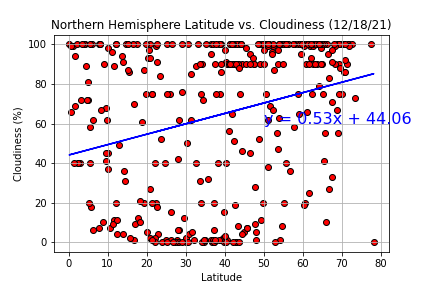 Northern Hemisphere Latitude vs. Cloudiness (12/18/21)
100
80
60
40
20
0
Cloudiness (%)
y = 0.53x + 44.06
0 10 20 30 40 50 60 70 80
Latitude